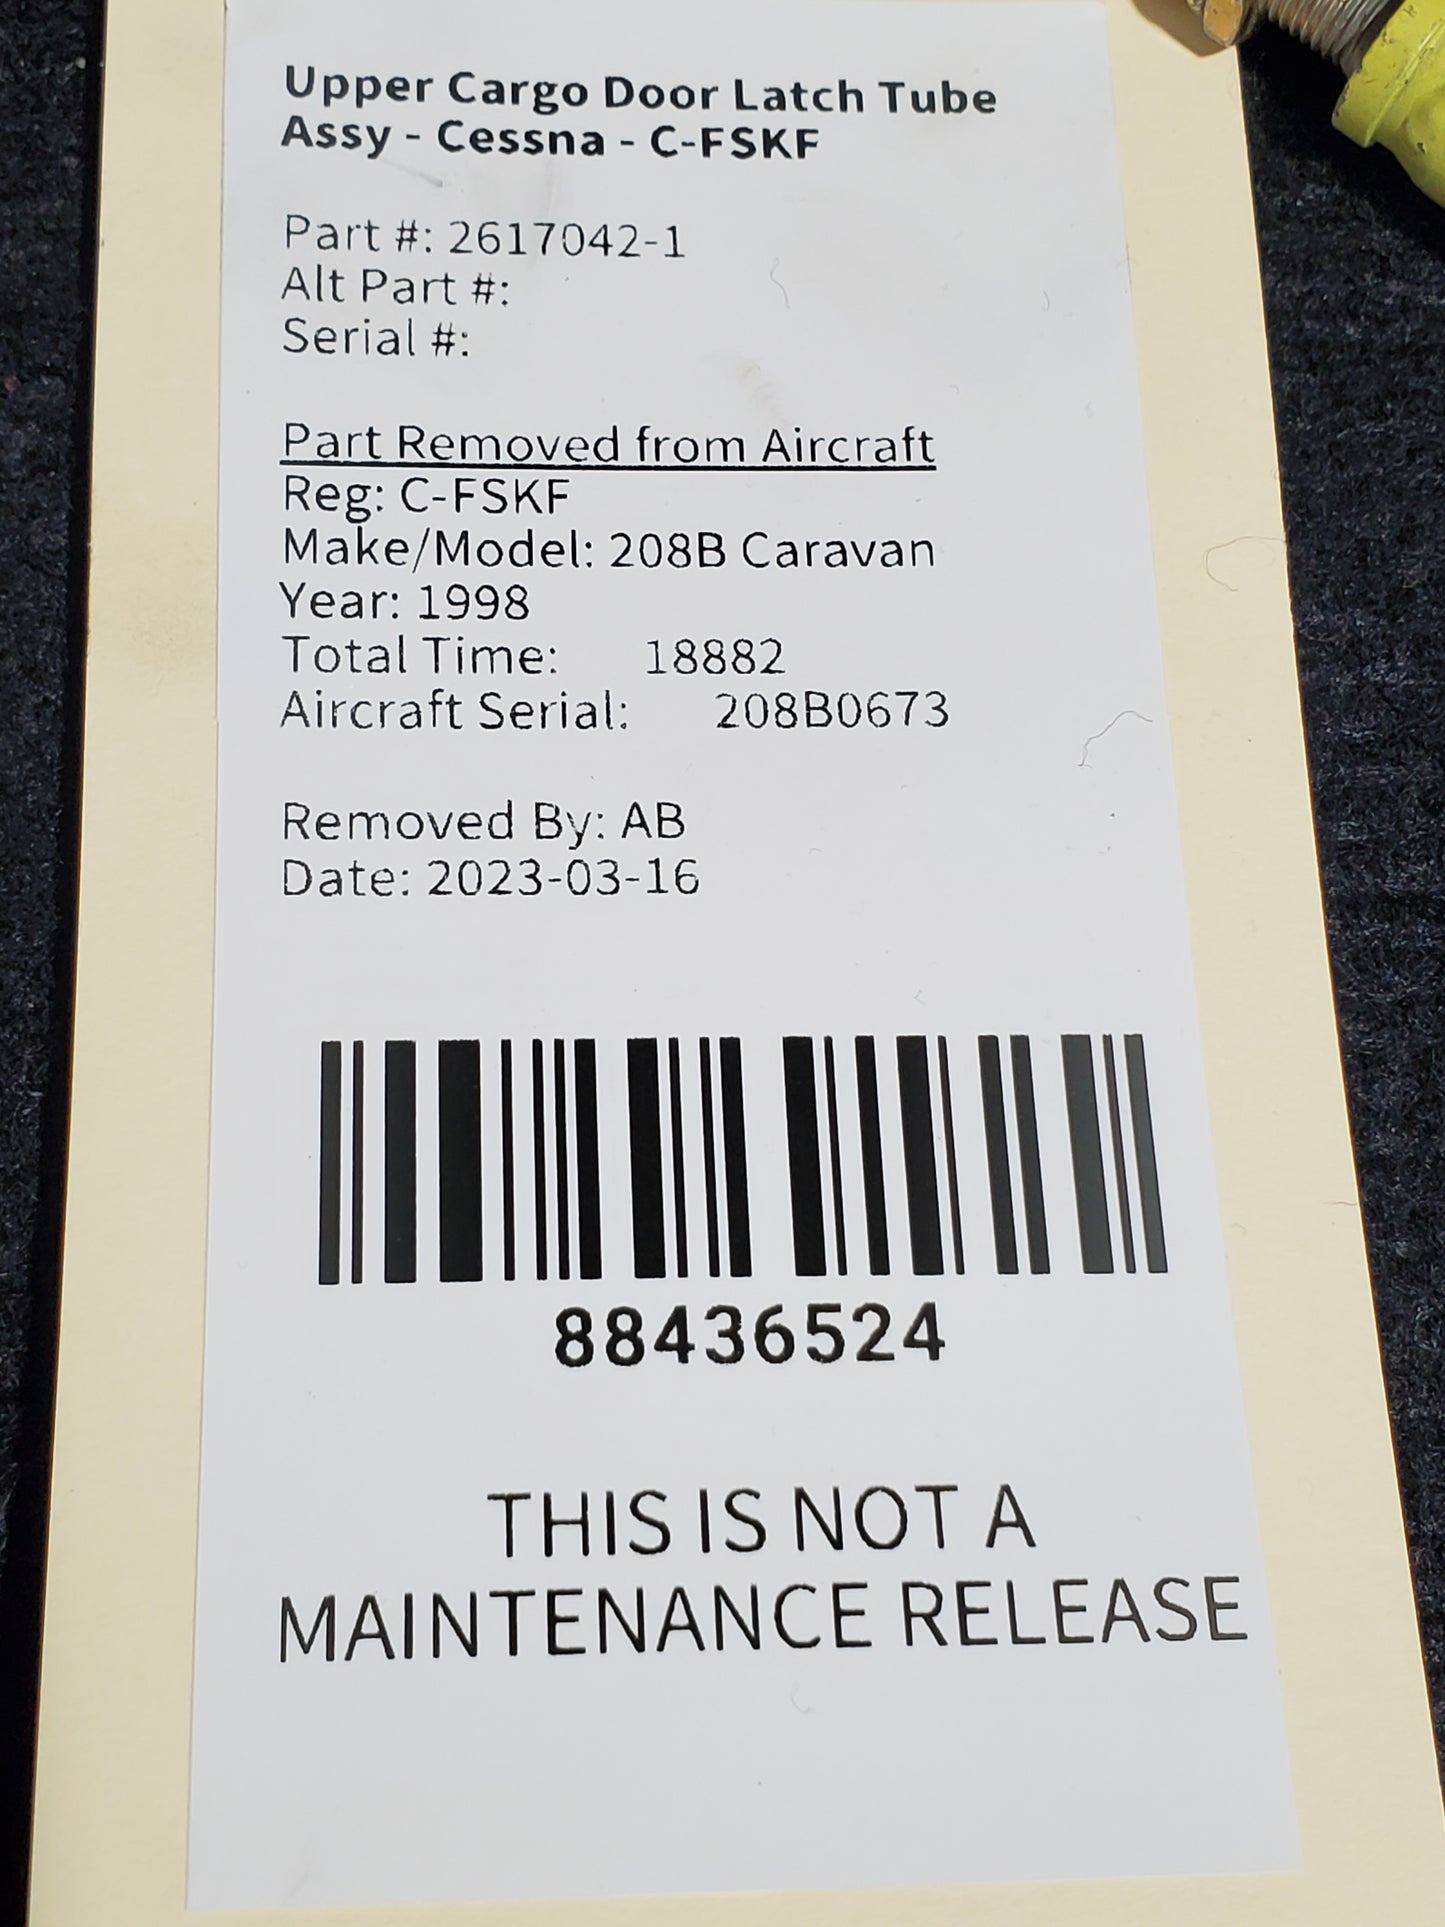 Upper Cargo Door Latch Tube
Assy - Cessna - C-FSKF
Part #: 2617042-1
Alt Part #:
Serial #:
Part Removed from Aircraft
Reg: C-FSKF
Make/Model: 208B Caravan
Year: 1998
Total Time: 18882
Aircraft Serial: 208B0673
Removed By: AB
Date: 2023-03-16
88436524
THIS IS NOT A
MAINTENANCE RELEASE